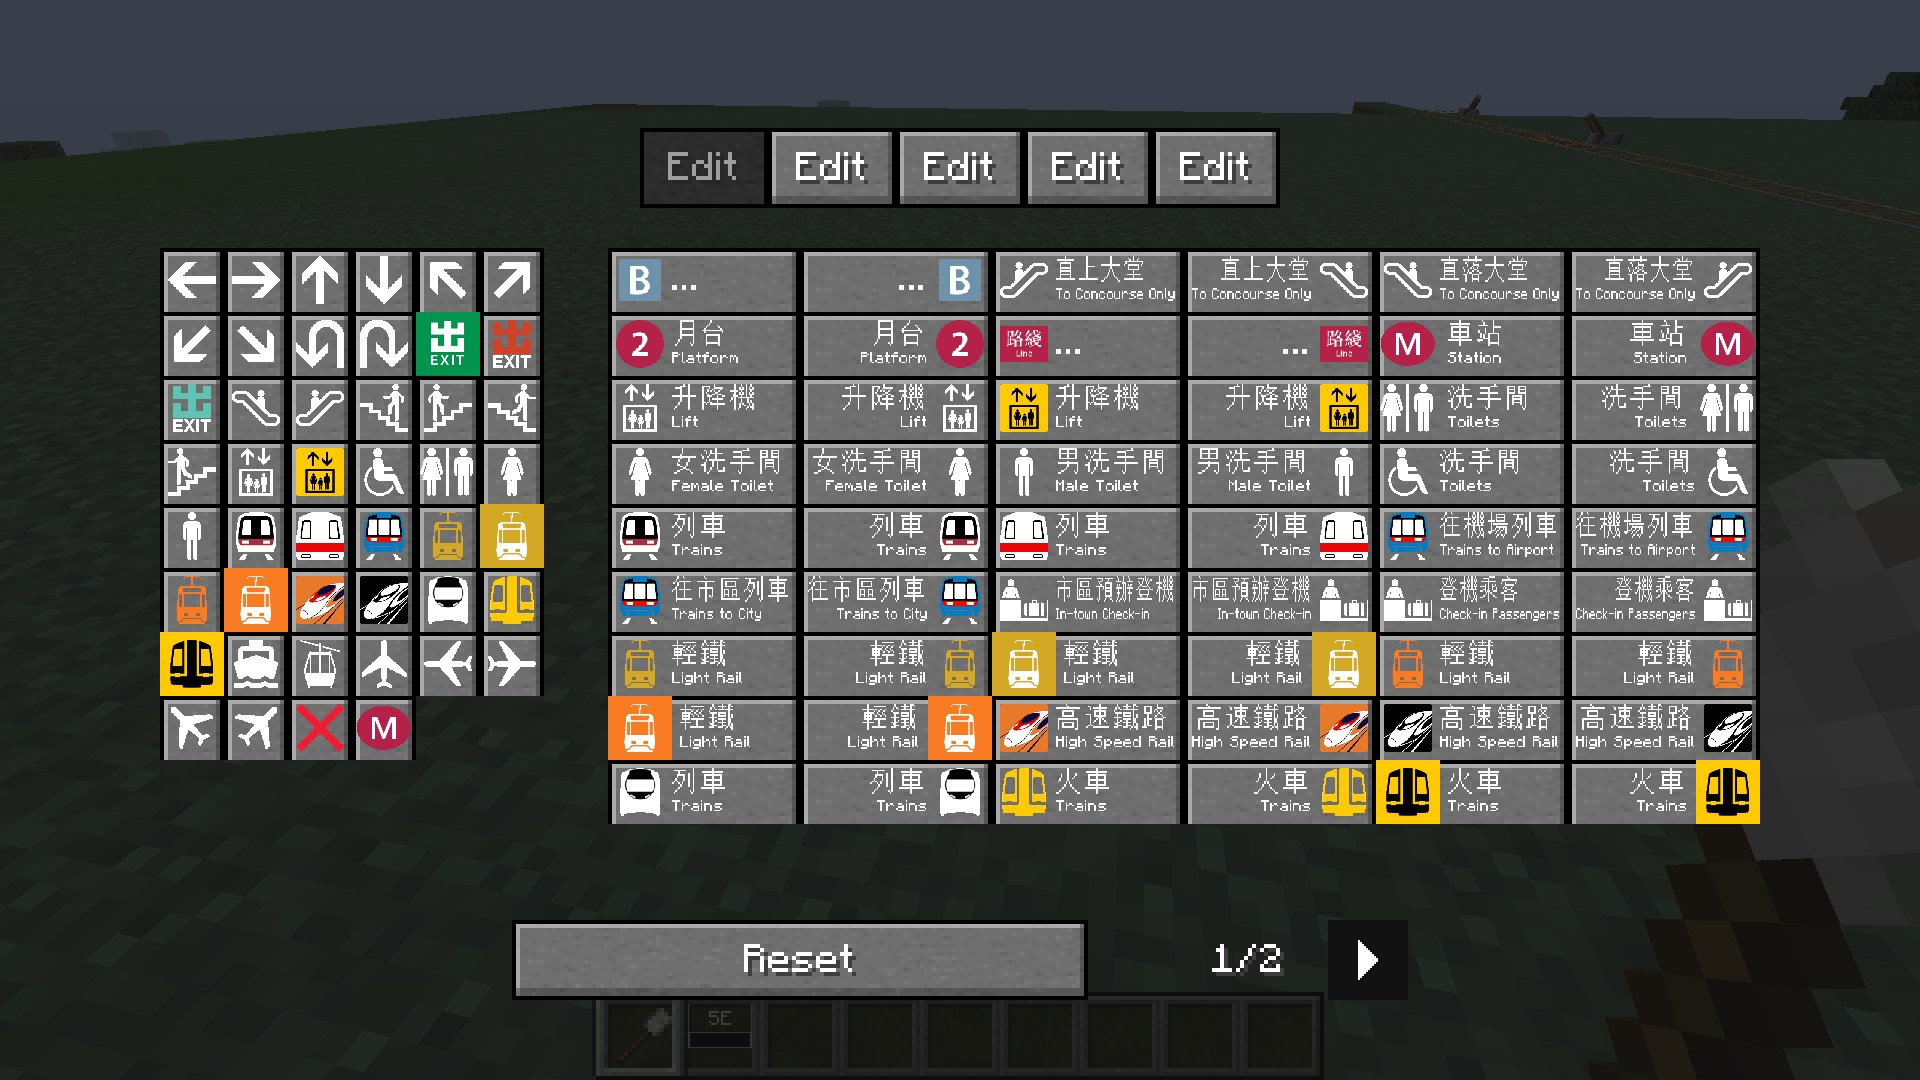 Edit Edit Edit Edit Edit
EXIT EXIT
EXIT
M
B ...
... B
直上大堂
To Concourse Only
直上大堂
To Concourse Only
直落大堂
To Concourse Only
直落大堂
To Concourse Only
2 月台
Platform
月台 2
Platform
路綫 ...
Line
... 路綫
Line
M 車站
Station
車站 M
Station
升降機
Lift
升降機
Lift
升降機
Lift
升降機
Lift
洗手間
Toilets
洗手間
Toilets
女洗手間
Female Toilet
女洗手間
Female Toilet
男洗手間
Male Toilet
男洗手間
Male Toilet
洗手間
Toilets
洗手間
Toilets
列車
Trains
列車
Trains
列車
Trains
列車
Trains
往機場列車
Trains to Airport
往機場列車
Trains to Airport
往市區列車
Trains to City
往市區列車
Trains to City
市區預辦登機
In-town Check-in
市區預辦登機
In-town Check-in
登機乘客
Check-in Passengers
登機乘客
Check-in Passengers
輕鐵
Light Rail
輕鐵
Light Rail
輕鐵
Light Rail
輕鐵
Light Rail
輕鐵
Light Rail
輕鐵
Light Rail
輕鐵
Light Rail
輕鐵
Light Rail
高速鐵路
High Speed Rail
高速鐵路
High Speed Rail
高速鐵路
High Speed Rail
高速鐵路
High Speed Rail
列車
Trains
列車
Trains
火車
Trains
火車
Trains
火車
Trains
火車
Trains
Reset
1/2
5E